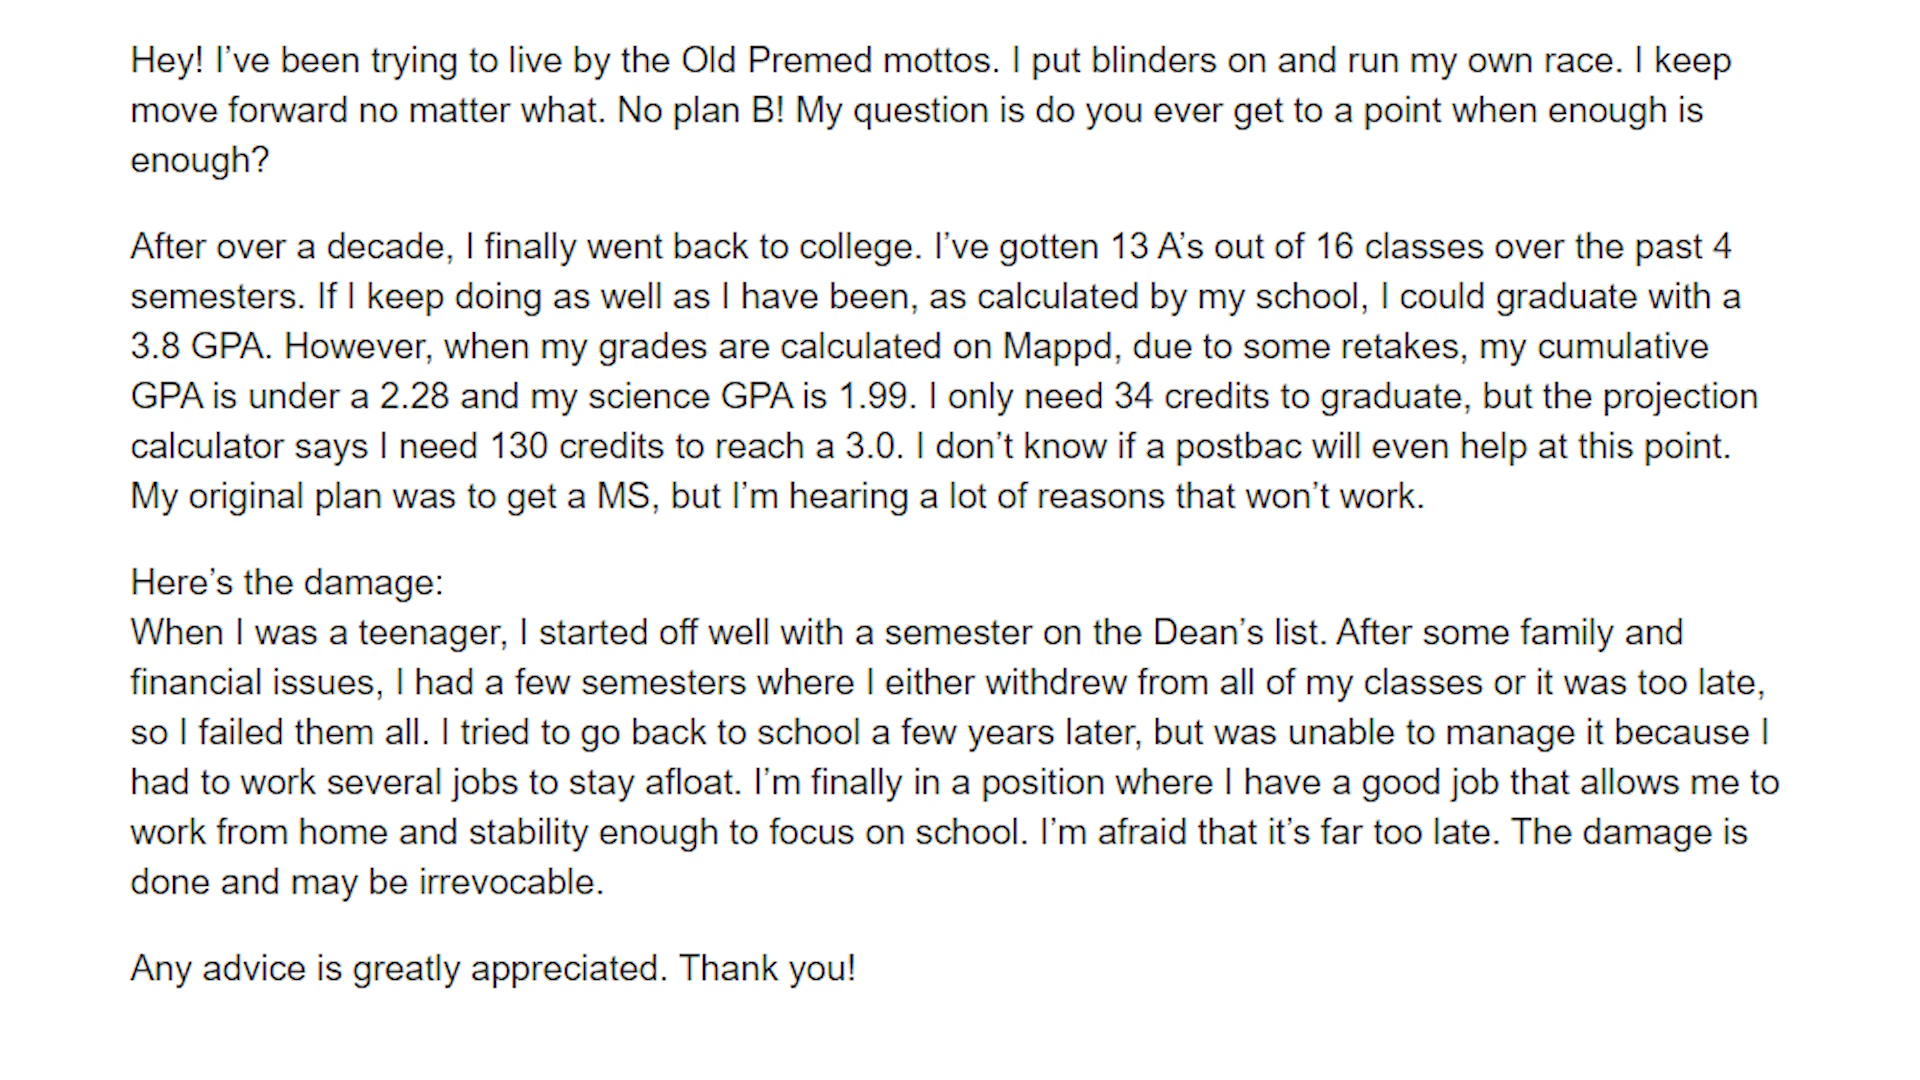 Hey! I’ve been trying to live by the Old Premed mottos. I put blinders on and run my own race. I keep
move forward no matter what. No plan B! My question is do you ever get to a point when enough is
enough?
After over a decade, I finally went back to college. I’ve gotten 13 A’s out of 16 classes over the past 4
semesters. If I keep doing as well as I have been, as calculated by my school, I could graduate with a
3.8 GPA. However, when my grades are calculated on Mappd, due to some retakes, my cumulative
GPA is under a 2.28 and my science GPA is 1.99. I only need 34 credits to graduate, but the projection
calculator says I need 130 credits to reach a 3.0. I don’t know if a postbac will even help at this point.
My original plan was to get a MS, but I’m hearing a lot of reasons that won’t work.
Here’s the damage:
When I was a teenager, I started off well with a semester on the Dean’s list. After some family and
financial issues, I had a few semesters where I either withdrew from all of my classes or it was too late,
so I failed them all. I tried to go back to school a few years later, but was unable to manage it because I
had to work several jobs to stay afloat. I’m finally in a position where I have a good job that allows me to
work from home and stability enough to focus on school. I’m afraid that it’s far too late. The damage is
done and may be irrevocable.
Any advice is greatly appreciated. Thank you!